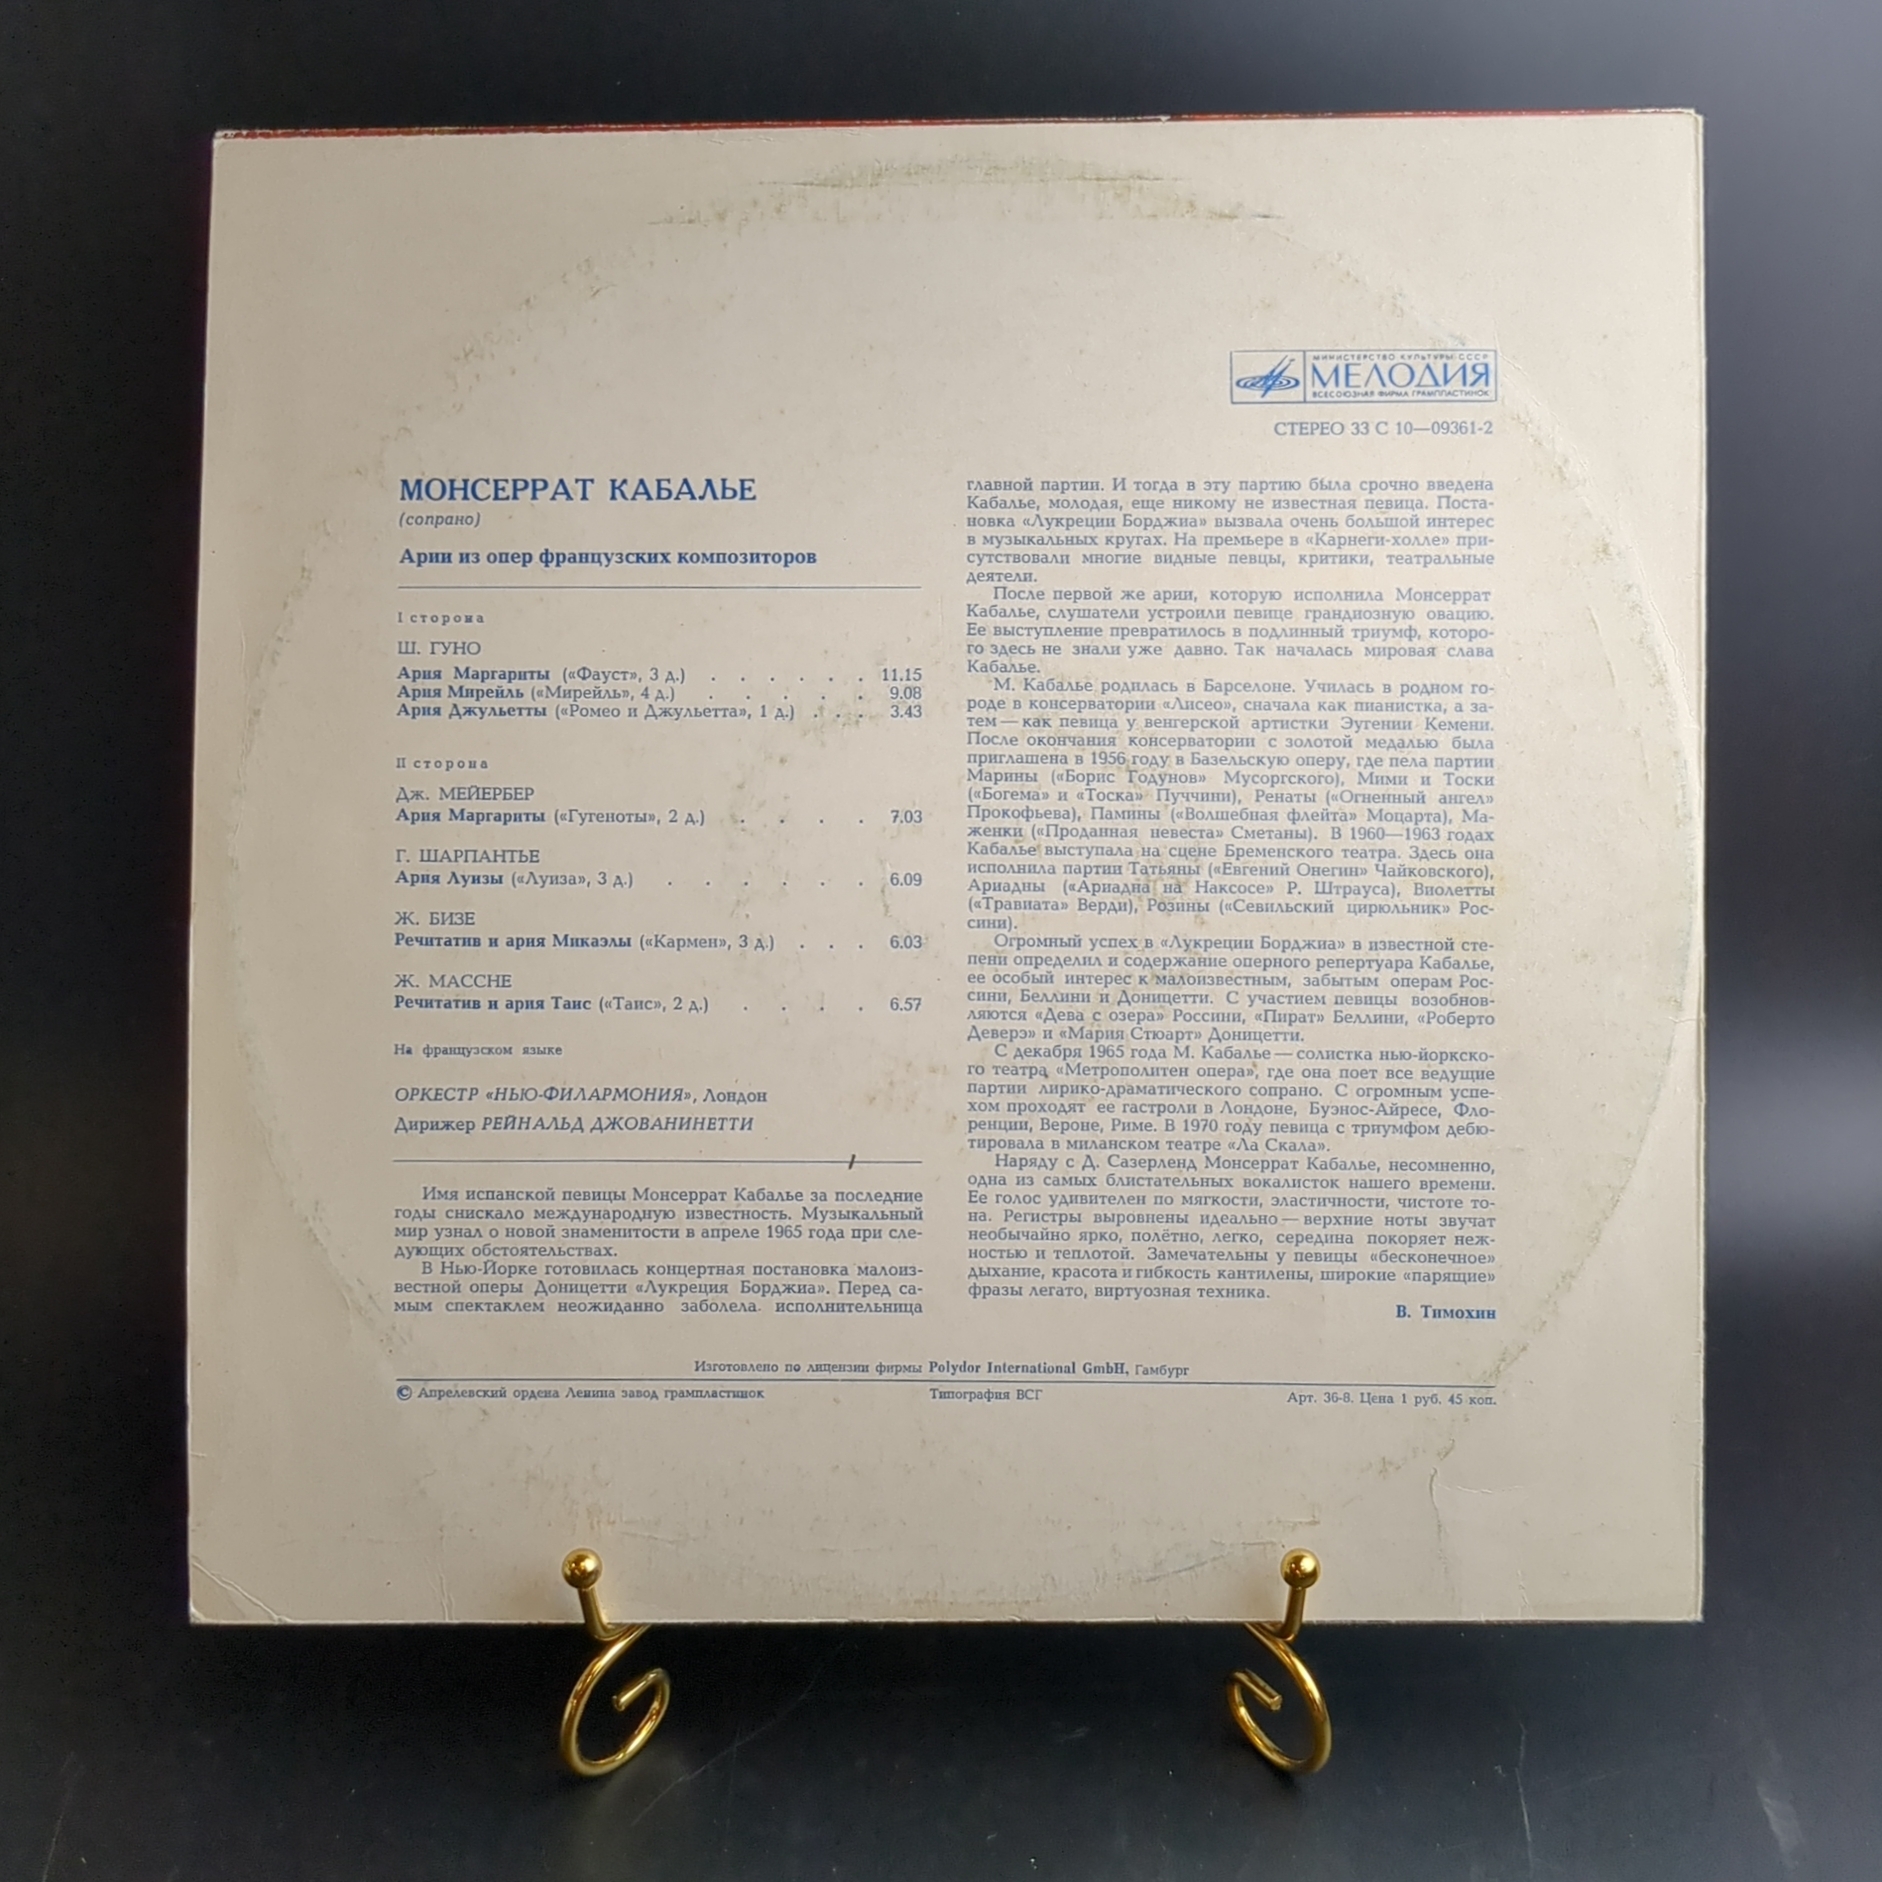 МИНИСТЕРСТВО КУЛЬТУРЫ СССР
МЕЛОДИЯ
ВСЕСОЮЗНАЯ ФИРМА ГРАМПЛАСТИНОК
СТЕРЕО 33 С 10—09361-2
МОНСЕРРАТ КАБАЛЬЕ
(сопрано)
Арии из опер французских композиторов
I сторона
Ш. ГУНО
Ария Маргариты («Фауст», 3 д.) . . . . . . 11.15
Ария Мирейль («Мирейль», 4 д.) . . . . . 9.08
Ария Джульетты («Ромео и Джульетта», 1 д.) . . . 3.43
II сторона
Дж. МЕЙЕРБЕР
Ария Маргариты («Гугеноты», 2 д.) . . . . 7.03
Г. ШАРПАНТЬЕ
Ария Луизы («Луиза», 3 д.) . . . . . . 6.09
Ж. БИЗЕ
Речитатив и ария Микаэлы («Кармен», 3 д.) . . . 6.03
Ж. МАССНЕ
Речитатив и ария Таис («Таис», 2 д.) . . . . 6.57
На французском языке
ОРКЕСТР «НЬЮ-ФИЛАРМОНИЯ», Лондон
Дирижер РЕЙНАЛЬД ДЖОВАНИНЕТТИ
Имя испанской певицы Монсеррат Кабалье за последние
годы снискало международную известность. Музыкальный
мир узнал о новой знаменитости в апреле 1965 года при сле-
дующих обстоятельствах.
В Нью-Йорке готовилась концертная постановка малоиз-
вестной оперы Доницетти «Лукреция Борджиа». Перед са-
мым спектаклем неожиданно заболела исполнительница
главной партии. И тогда в эту партию была срочно введена
Кабалье, молодая, еще никому не известная певица. Поста-
новка «Лукреции Борджиа» вызвала очень большой интерес
в музыкальных кругах. На премьере в «Карнеги-холле» при-
сутствовали многие видные певцы, критики, театральные
деятели.
После первой же арии, которую исполнила Монсеррат
Кабалье, слушатели устроили певице грандиозную овацию.
Ее выступление превратилось в подлинный триумф, которо-
го здесь не знали уже давно. Так началась мировая слава
Кабалье.
М. Кабалье родилась в Барселоне. Училась в родном го-
роде в консерватории «Лисео», сначала как пианистка, а за-
тем — как певица у венгерской артистки Эугении Кемени.
После окончания консерватории с золотой медалью была
приглашена в 1956 году в Базельскую оперу, где пела партии
Марины («Борис Годунов» Мусоргского), Мими и Тоски
(«Богема» и «Тоска» Пуччини), Ренаты («Огненный ангел»
Прокофьева), Памины («Волшебная флейта» Моцарта), Ма-
женки («Проданная невеста» Сметаны). В 1960—1963 годах
Кабалье выступала на сцене Бременского театра. Здесь она
исполнила партии Татьяны («Евгений Онегин» Чайковского),
Ариадны («Ариадна на Наксосе» Р. Штрауса), Виолетты
(«Травиата» Верди), Розины («Севильский цирюльник» Рос-
сини).
Огромный успех в «Лукреции Борджиа» в известной сте-
пени определил и содержание оперного репертуара Кабалье,
ее особый интерес к малоизвестным, забытым операм Рос-
сини, Беллини и Доницетти. С участием певицы возобнов-
ляются «Дева с озера» Россини, «Пират» Беллини, «Роберто
Деверэ» и «Мария Стюарт» Доницетти.
С декабря 1965 года М. Кабалье — солистка нью-йоркско-
го театра «Метрополитен опера», где она поет все ведущие
партии лирико-драматического сопрано. С огромным успе-
хом проходят ее гастроли в Лондоне, Буэнос-Айресе, Фло-
ренции, Вероне, Риме. В 1970 году певица с триумфом дебю-
тировала в миланском театре «Ла Скала».
Наряду с Д. Сазерленд Монсеррат Кабалье, несомненно,
одна из самых блистательных вокалисток нашего времени.
Ее голос удивителен по мягкости, эластичности, чистоте то-
на. Регистры выровнены идеально — верхние ноты звучат
необычайно ярко, полётно, легко, середина покоряет неж-
ностью и теплотой. Замечательны у певицы «бесконечное»
дыхание, красота и гибкость кантилены, широкие «парящие»
фразы легато, виртуозная техника.
В. Тимохин
Изготовлено по лицензии фирмы Polydor International GmbH, Гамбург
© Апрелевский ордена Ленина завод грампластинок
Типография ВСГ
Арт. 36-8. Цена 1 руб. 45 коп.